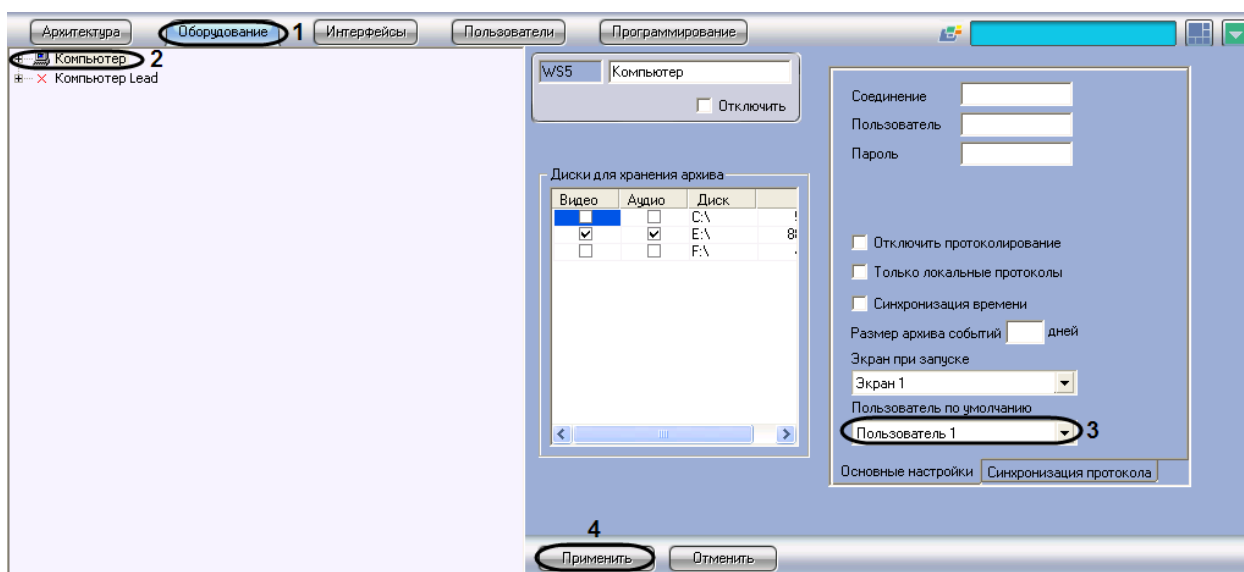 Архитектура Оборудование 1 Интерфейсы Пользователи Программирование
Компьютер 2
Компьютер Lead
WS5 Компьютер
Отключить
Диски для хранения архива
Видео Аудио Диск
C:\
E:\
F:\
Соединение
Пользователь
Пароль
Отключить протоколирование
Только локальные протоколы
Синхронизация времени
Размер архива событий дней
Экран при запуске
Экран 1
Пользователь по умолчанию
Пользователь 1 3
Основные настройки Синхронизация протокола
4
Применить Отменить